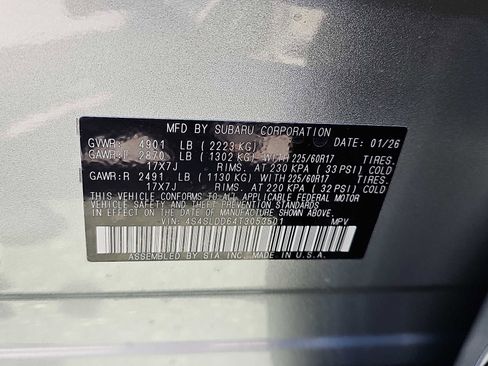 MFD BY SUBARU CORPORATION DATE: 01/26
GVWR: 4901 LB (2223 KG)
GAWR:F 2870 LB (1302 KG) WITH 225/60R17 TIRES,
17X7J RIMS, AT 230 KPA (33 PSI) COLD
GAWR:R 2491 LB (1130 KG) WITH 225/60R17 TIRES,
17X7J RIMS, AT 220 KPA (32 PSI) COLD
THIS VEHICLE CONFORMS TO ALL APPLICABLE FEDERAL MOTOR
VEHICLE SAFETY, BUMPER, AND THEFT PREVENTION STANDARDS
IN EFFECT ON THE DATE OF MANUFACTURE SHOWN ABOVE.
VIN: 4S4SLDD64T3053501 MPV
ASSEMBLED BY SIA INC. MADE IN U.S.A.